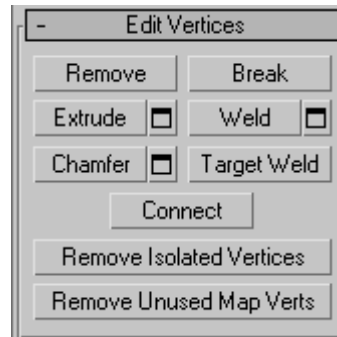 - Edit Vertices
Remove Break
Extrude Weld
Chamfer Target Weld
Connect
Remove Isolated Vertices
Remove Unused Map Verts